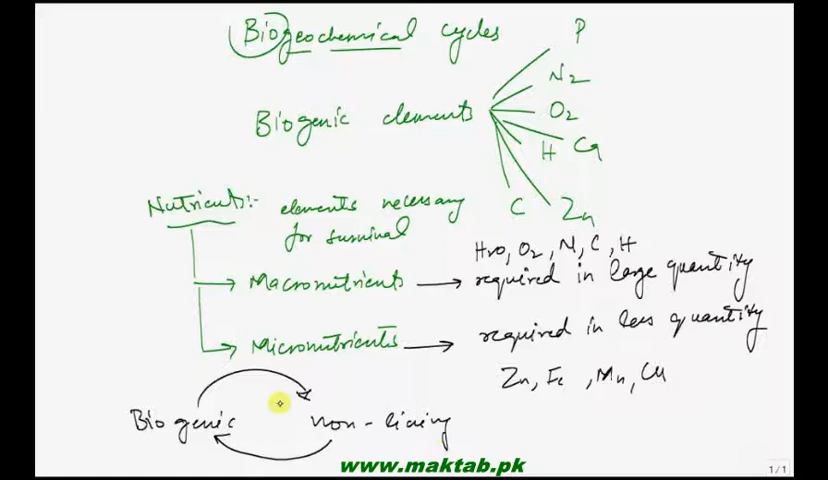 Biogeochemical cycles
P
N2
Biogenic elements
O2
H Ca
C Zn
Nutrients:- elements necessary
for survival
H2O, O2, N, C, H
Macronutrients → required in large quantity
Micronutrients → required in less quantity
Zn, Fe, Mn, Cu
Biogenic non-living
www.maktab.pk
1/1